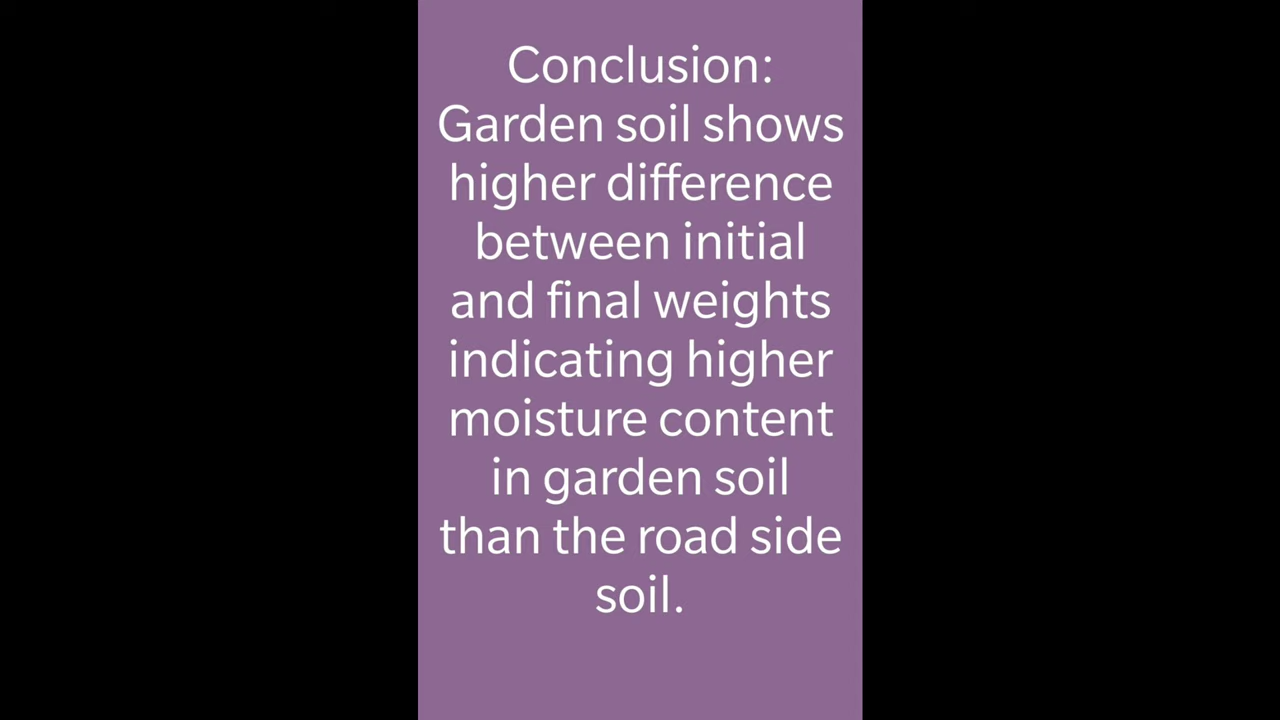 Conclusion:
Garden soil shows
higher difference
between initial
and final weights
indicating higher
moisture content
in garden soil
than the road side
soil.